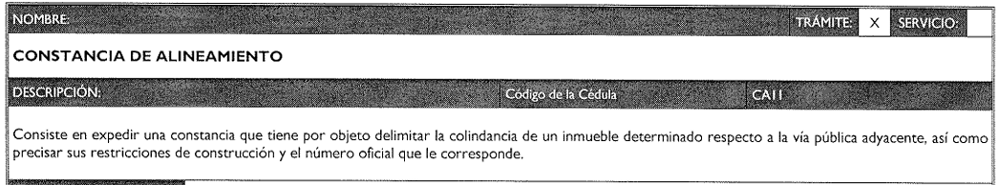 NOMBRE: TRÁMITE: X SERVICIO:
CONSTANCIA DE ALINEAMIENTO
DESCRIPCIÓN: Código de la Cédula CA11
Consiste en expedir una constancia que tiene por objeto delimitar la colindancia de un inmueble determinado respecto a la vía pública adyacente, así como
precisar sus restricciones de construcción y el número oficial que le corresponde.